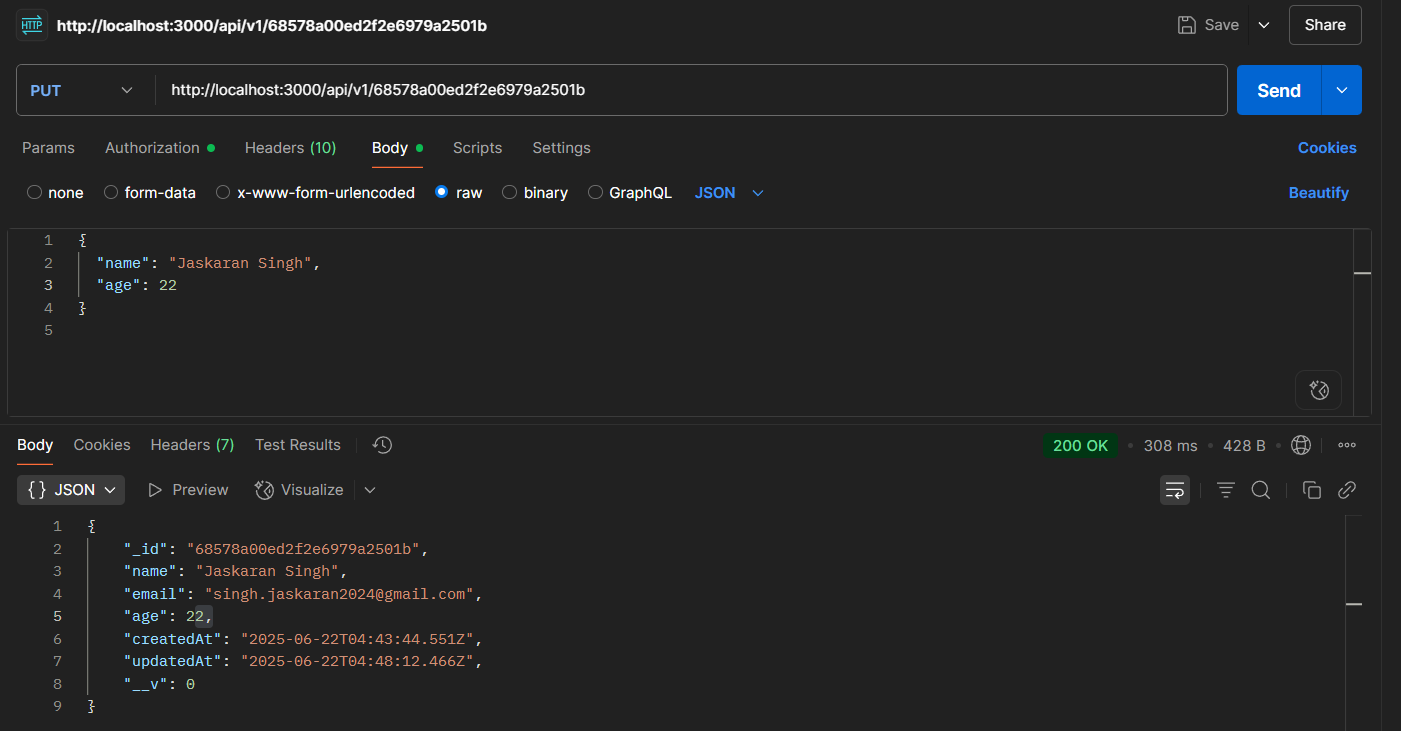 HTTP http://localhost:3000/api/v1/68578a00ed2f2e6979a2501b Save Share
PUT http://localhost:3000/api/v1/68578a00ed2f2e6979a2501b Send
Params Authorization Headers (10) Body Scripts Settings Cookies
none form-data x-www-form-urlencoded raw binary GraphQL JSON Beautify
1 {
2 "name": "Jaskaran Singh",
3 "age": 22
4 }
5
Body Cookies Headers (7) Test Results 200 OK • 308 ms • 428 B •
{} JSON Preview Visualize
1 {
2 "_id": "68578a00ed2f2e6979a2501b",
3 "name": "Jaskaran Singh",
4 "email": "singh.jaskaran2024@gmail.com",
5 "age": 22,
6 "createdAt": "2025-06-22T04:43:44.551Z",
7 "updatedAt": "2025-06-22T04:48:12.466Z",
8 "__v": 0
9 }